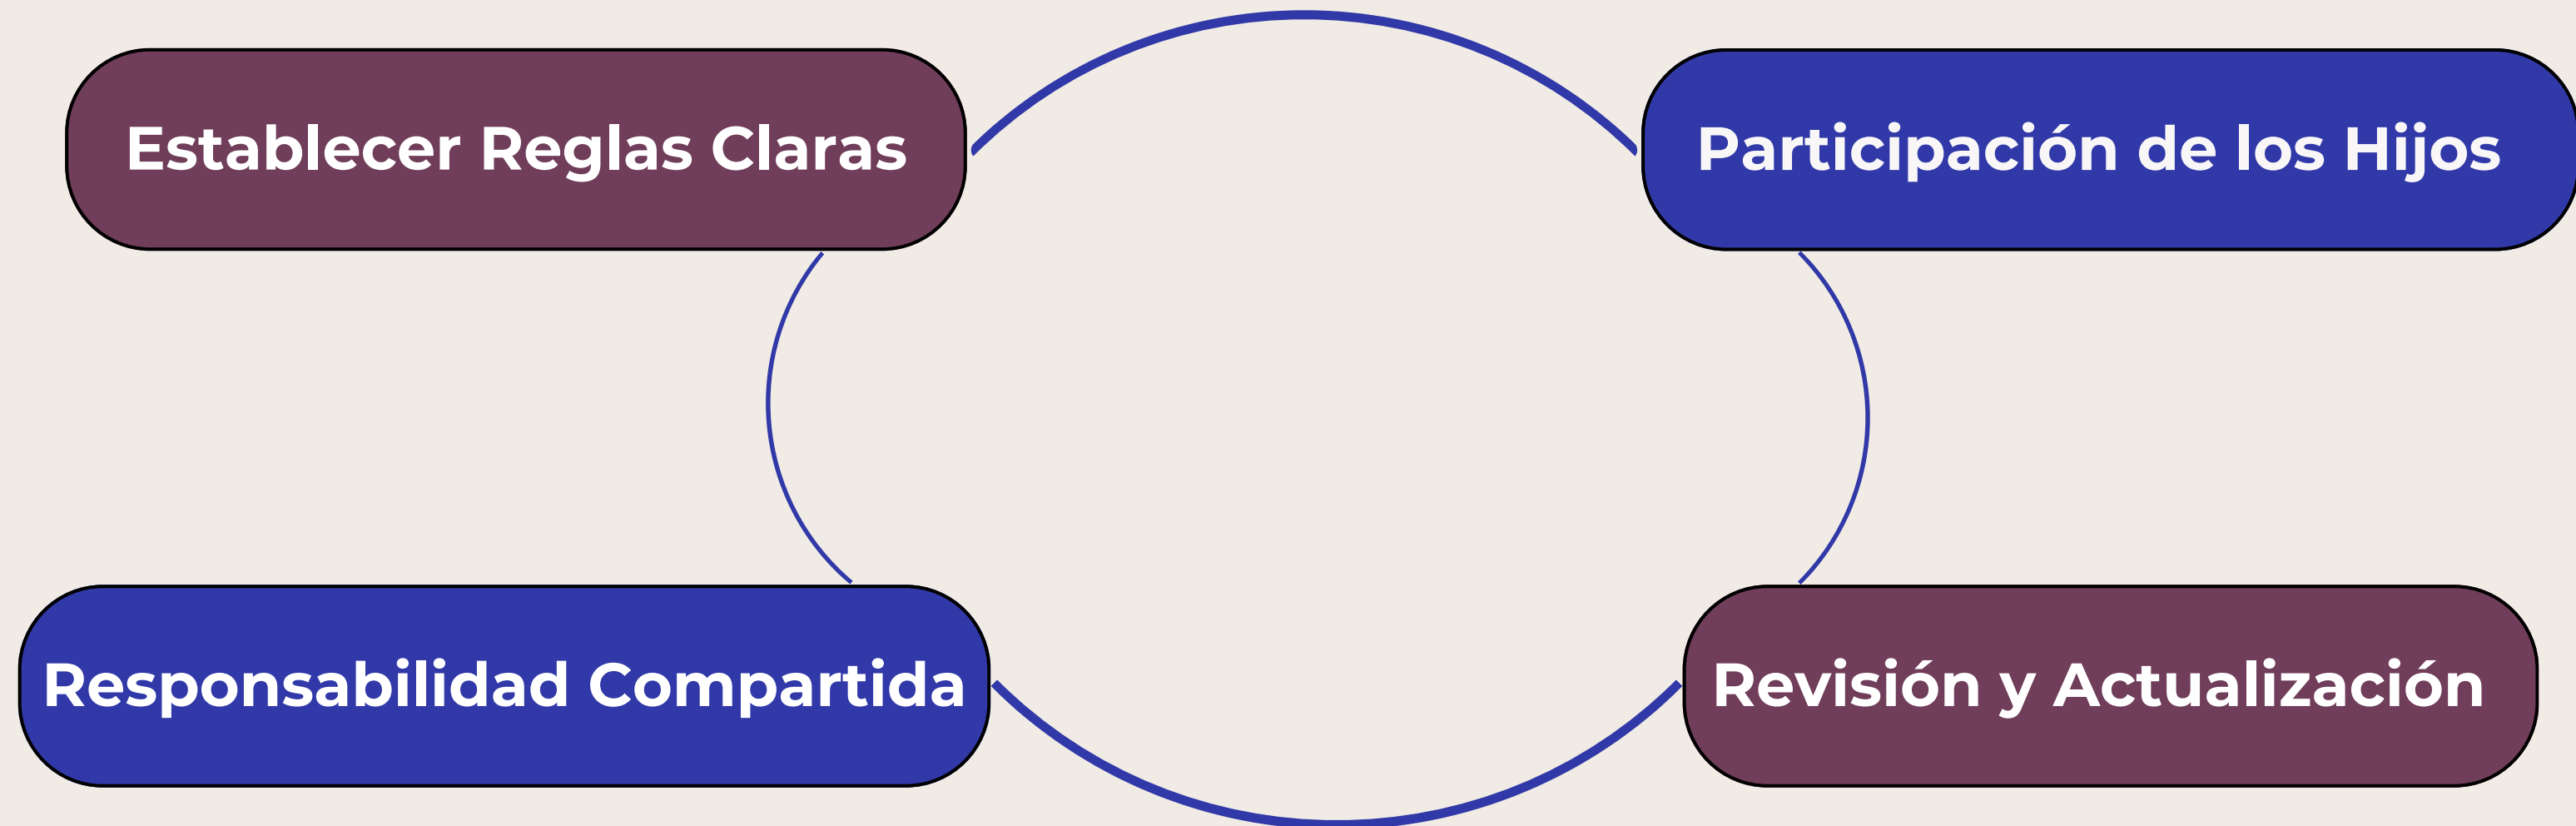 Establecer Reglas Claras
Participación de los Hijos
Responsabilidad Compartida
Revisión y Actualización